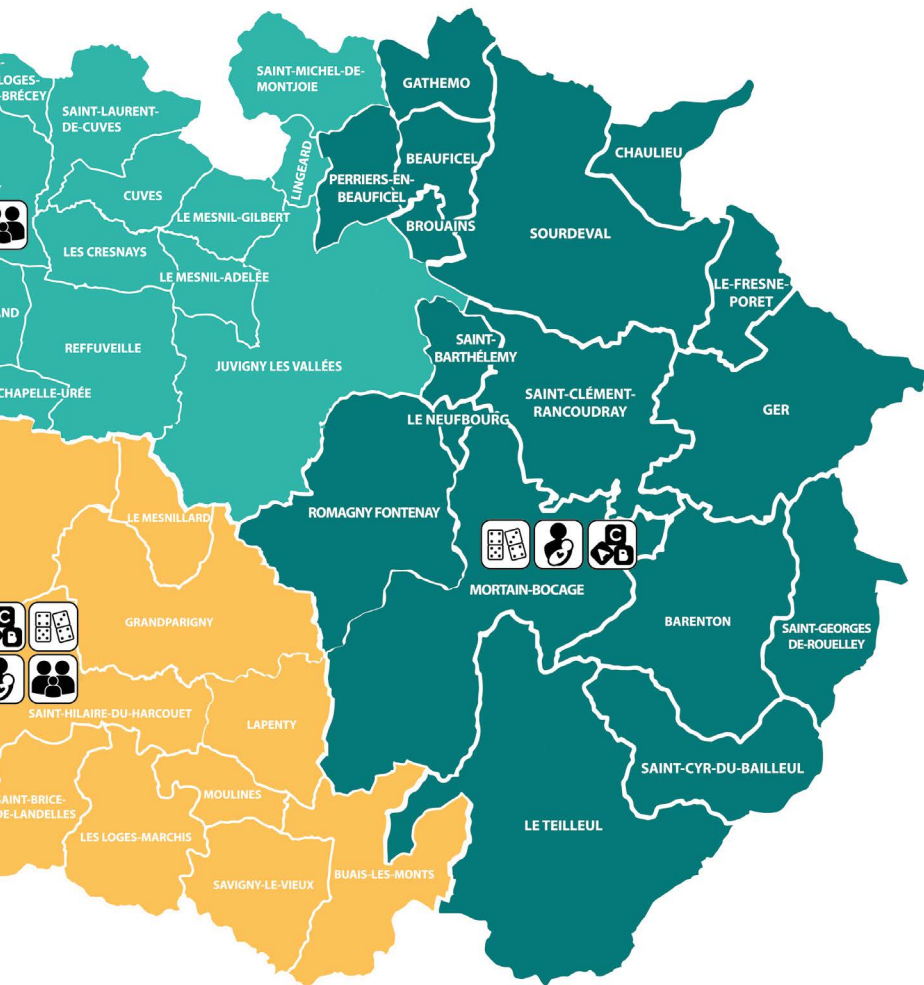 LOGES-
BRÉCEY
SAINT-LAURENT-
DE-CUVES
SAINT-MICHEL-DE-
MONTJOIE
GATHEMO
LINGEARD
PERRIERS-EN-
BEAUFICEL
BEAUFICEL
BROUAINS
CHAULIEU
SOURDEVAL
CUVES
LE MESNIL-GILBERT
LES CRESNAYS
LE MESNIL-ADELÉE
LE-FRESNE-
PORET
AND
REFFUVEILLE
JUVIGNY LES VALLÉES
SAINT-
BARTHÉLEMY
CHAPELLE-URÉE
SAINT-CLÉMENT-
RANCOUDRAY
GER
LE NEUFBOURG
LE MESNILLARD
ROMAGNY FONTENAY
C
MORTAIN-BOCAGE
GRANDPARIGNY
BARENTON
SAINT-GEORGES
DE-ROUELLEY
C
SAINT-HILAIRE-DU-HARCOUET
LAPENTY
SAINT-CYR-DU-BAILLEUL
SAINT-BRICE-
DE-LANDELLES
MOULINES
LES LOGES-MARCHIS
LE TEILLEUL
SAVIGNY-LE-VIEUX
BUAIS-LES-MONTS